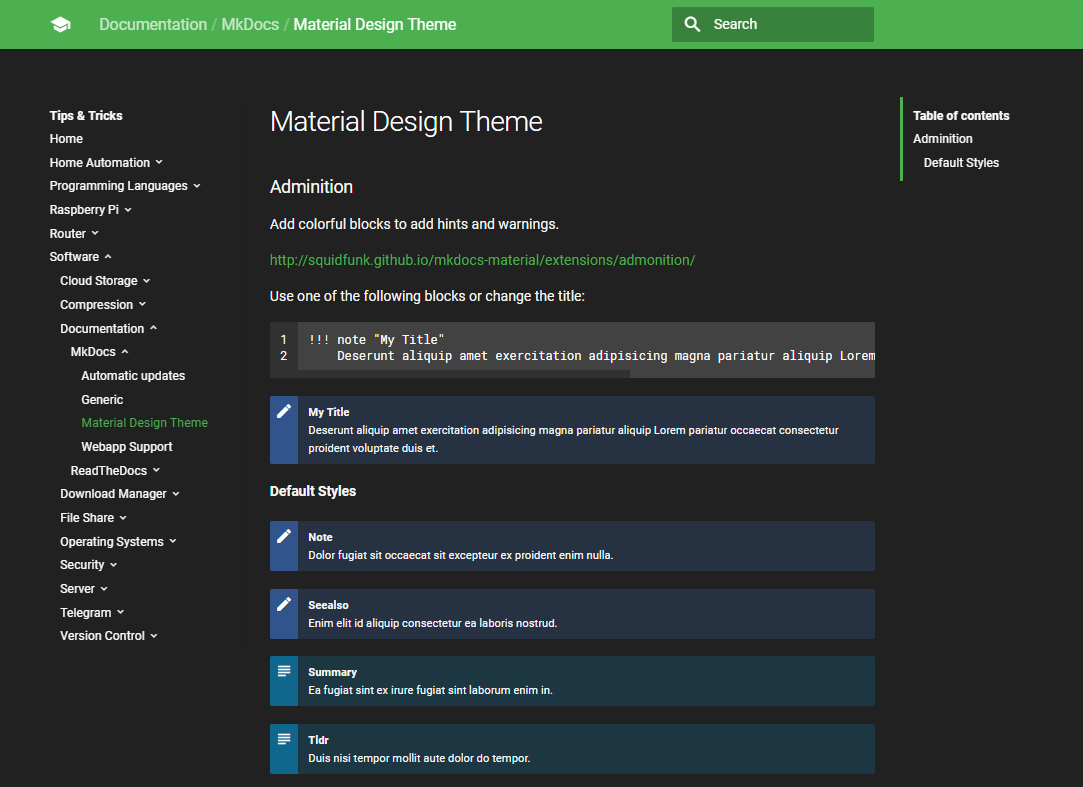 Documentation / MkDocs / Material Design Theme
Search
Tips & Tricks
Home
Home Automation
Programming Languages
Raspberry Pi
Router
Software
Cloud Storage
Compression
Documentation
MkDocs
Automatic updates
Generic
Material Design Theme
Webapp Support
ReadTheDocs
Download Manager
File Share
Operating Systems
Security
Server
Telegram
Version Control
Material Design Theme
Adminition
Add colorful blocks to add hints and warnings.
http://squidfunk.github.io/mkdocs-material/extensions/admonition/
Use one of the following blocks or change the title:
1 !!! note "My Title"
2 Deserunt aliquip amet exercitation adipisicing magna pariatur aliquip Lorem
My Title
Deserunt aliquip amet exercitation adipisicing magna pariatur aliquip Lorem pariatur occaecat consectetur
proident voluptate duis et.
Default Styles
Note
Dolor fugiat sit occaecat sit excepteur ex proident enim nulla.
Seealso
Enim elit id aliquip consectetur ea laboris nostrud.
Summary
Ea fugiat sint ex irure fugiat sint laborum enim in.
Tldr
Duis nisi tempor mollit aute dolor do tempor.
Table of contents
Adminition
Default Styles